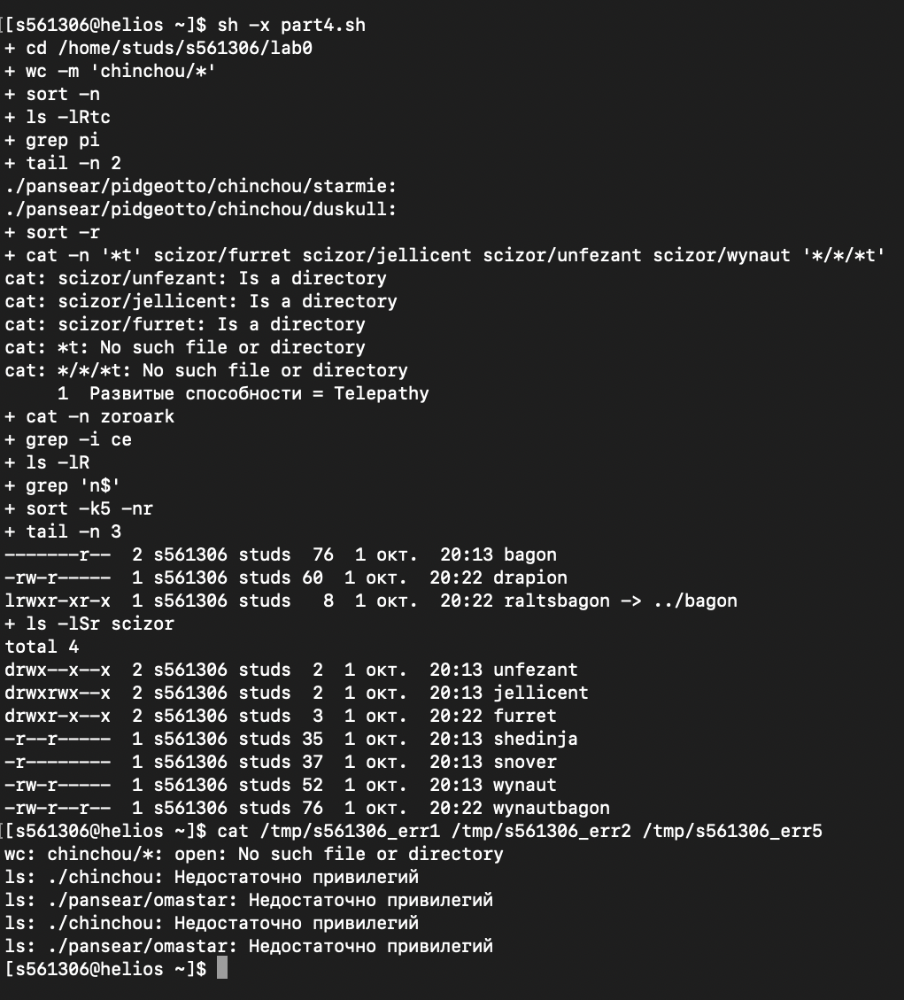 [[s561306@helios ~]$ sh -x part4.sh
+ cd /home/studs/s561306/lab0
+ wc -m 'chinchou/*'
+ sort -n
+ ls -lRtc
+ grep pi
+ tail -n 2
./pansear/pidgeotto/chinchou/starmie:
./pansear/pidgeotto/chinchou/duskull:
+ sort -r
+ cat -n '*t' scizor/furret scizor/jellicent scizor/unfezant scizor/wynaut '*/*/*t'
cat: scizor/unfezant: Is a directory
cat: scizor/jellicent: Is a directory
cat: scizor/furret: Is a directory
cat: *t: No such file or directory
cat: */*/*t: No such file or directory
     1  Развитые способности = Telepathy
+ cat -n zoroark
+ grep -i ce
+ ls -lR
+ grep 'n$'
+ sort -k5 -nr
+ tail -n 3
-------r--  2 s561306 studs  76  1 окт.  20:13 bagon
-rw-r-----  1 s561306 studs 60  1 окт.  20:22 drapion
lrwxr-xr-x  1 s561306 studs   8  1 окт.  20:22 raltsbagon -> ../bagon
+ ls -lSr scizor
total 4
drwx--x--x  2 s561306 studs  2  1 окт.  20:13 unfezant
drwxrwx--x  2 s561306 studs  2  1 окт.  20:13 jellicent
drwxr-x--x  2 s561306 studs  3  1 окт.  20:22 furret
-r--r-----  1 s561306 studs 35  1 окт.  20:13 shedinja
-r--------  1 s561306 studs 37  1 окт.  20:13 snover
-rw-r-----  1 s561306 studs 52  1 окт.  20:13 wynaut
-rw-r--r--  1 s561306 studs 76  1 окт.  20:22 wynautbagon
[[s561306@helios ~]$ cat /tmp/s561306_err1 /tmp/s561306_err2 /tmp/s561306_err5
wc: chinchou/*: open: No such file or directory
ls: ./chinchou: Недостаточно привилегий
ls: ./pansear/omastar: Недостаточно привилегий
ls: ./chinchou: Недостаточно привилегий
ls: ./pansear/omastar: Недостаточно привилегий
[s561306@helios ~]$